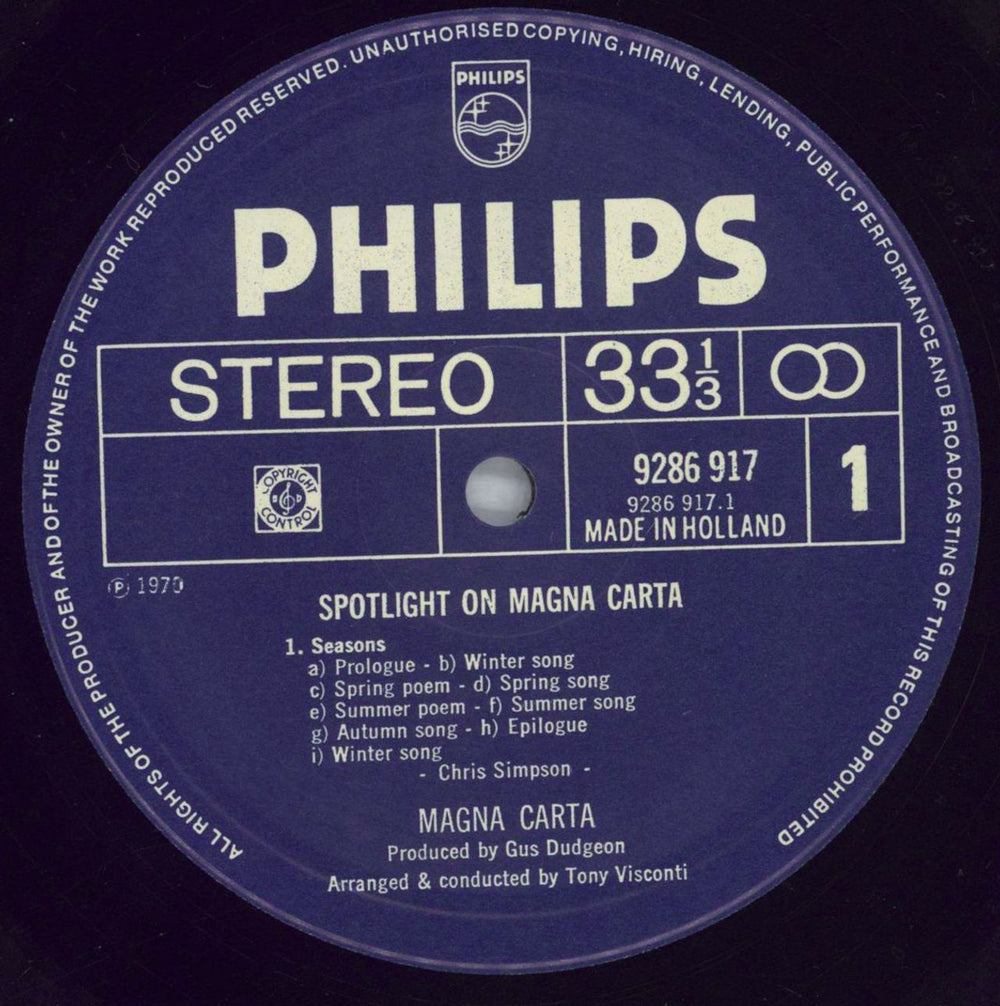 ALL RIGHTS OF THE PRODUCER AND OF THE OWNER OF THE WORK REPRODUCED RESERVED. UNAUTHORISED COPYING, HIRING, LENDING, PUBLIC PERFORMANCE AND BROADCASTING OF THIS RECORD PROHIBITED
PHILIPS
PHILIPS
STEREO 33 1/3
COPYRIGHT
B D
CONTROL
9286 917 1
9286 917.1
MADE IN HOLLAND
℗ 1970
SPOTLIGHT ON MAGNA CARTA
1. Seasons
a) Prologue - b) Winter song
c) Spring poem - d) Spring song
e) Summer poem - f) Summer song
g) Autumn song - h) Epilogue
i) Winter song
- Chris Simpson -
MAGNA CARTA
Produced by Gus Dudgeon
Arranged & conducted by Tony Visconti